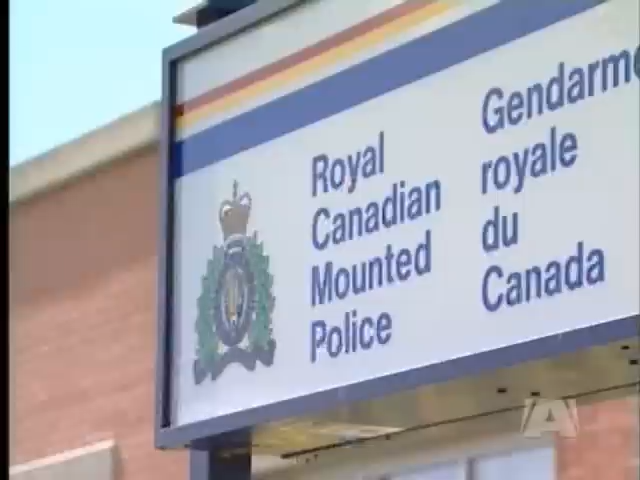 Royal
Canadian
Mounted
Police
Gendarme
royale
du
Canada
A